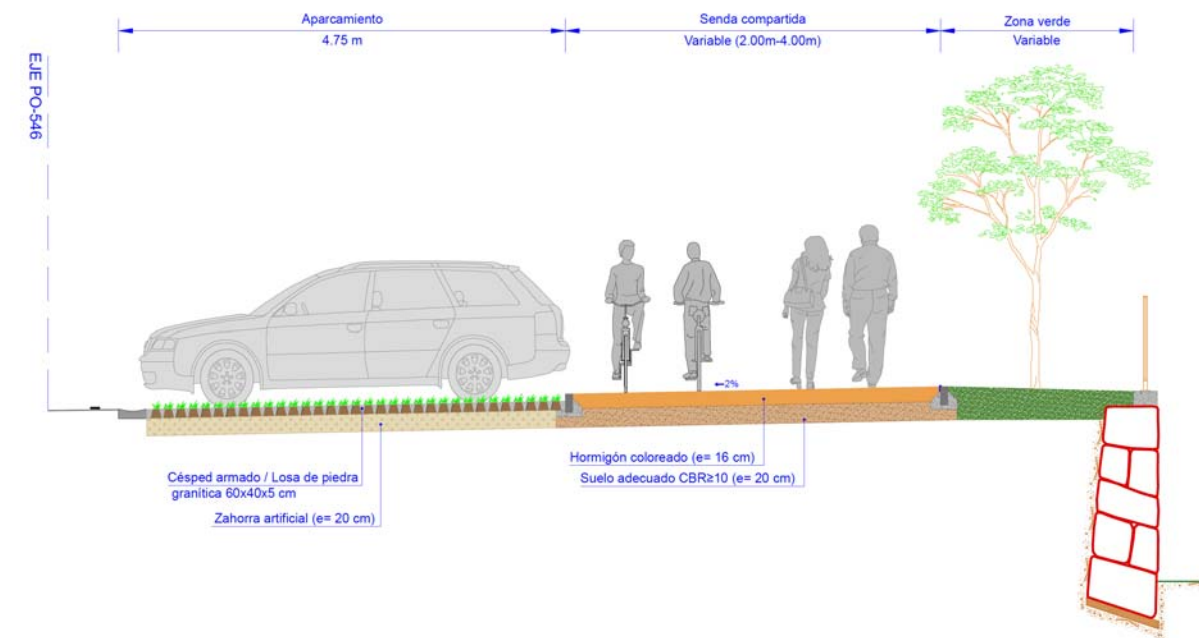 Aparcamiento
4.75 m
Senda compartida
Variable (2.00m-4.00m)
Zona verde
Variable
EJE PO-546
2%
Hormigón coloreado (e= 16 cm)
Suelo adecuado CBR≥10 (e= 20 cm)
Césped armado / Losa de piedra
granítica 60x40x5 cm
Zahorra artificial (e= 20 cm)